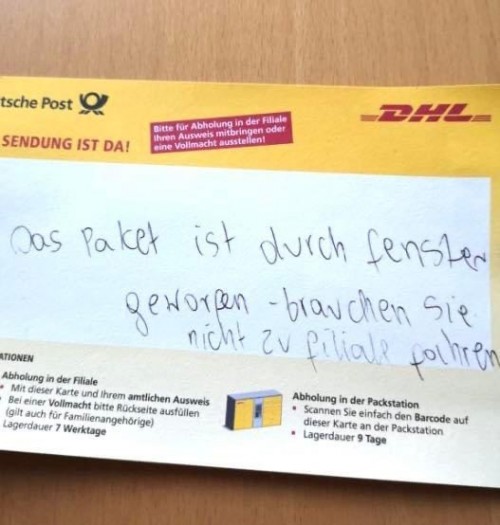 tsche Post
DHL
SENDUNG IST DA!
Bitte für Abholung in der Filiale
Ihren Ausweis mitbringen oder
eine Vollmacht ausstellen!
Das Paket ist durch fenster
geworfen - brauchen Sie
nicht zu filiale fahren
ATIONEN
Abholung in der Filiale
• Mit dieser Karte und Ihrem amtlichen Ausweis
• Bei einer Vollmacht bitte Rückseite ausfüllen
(gilt auch für Familienangehörige)
Lagerdauer 7 Werktage
Abholung in der Packstation
• Scannen Sie einfach den Barcode auf
dieser Karte an der Packstation
• Lagerdauer 9 Tage